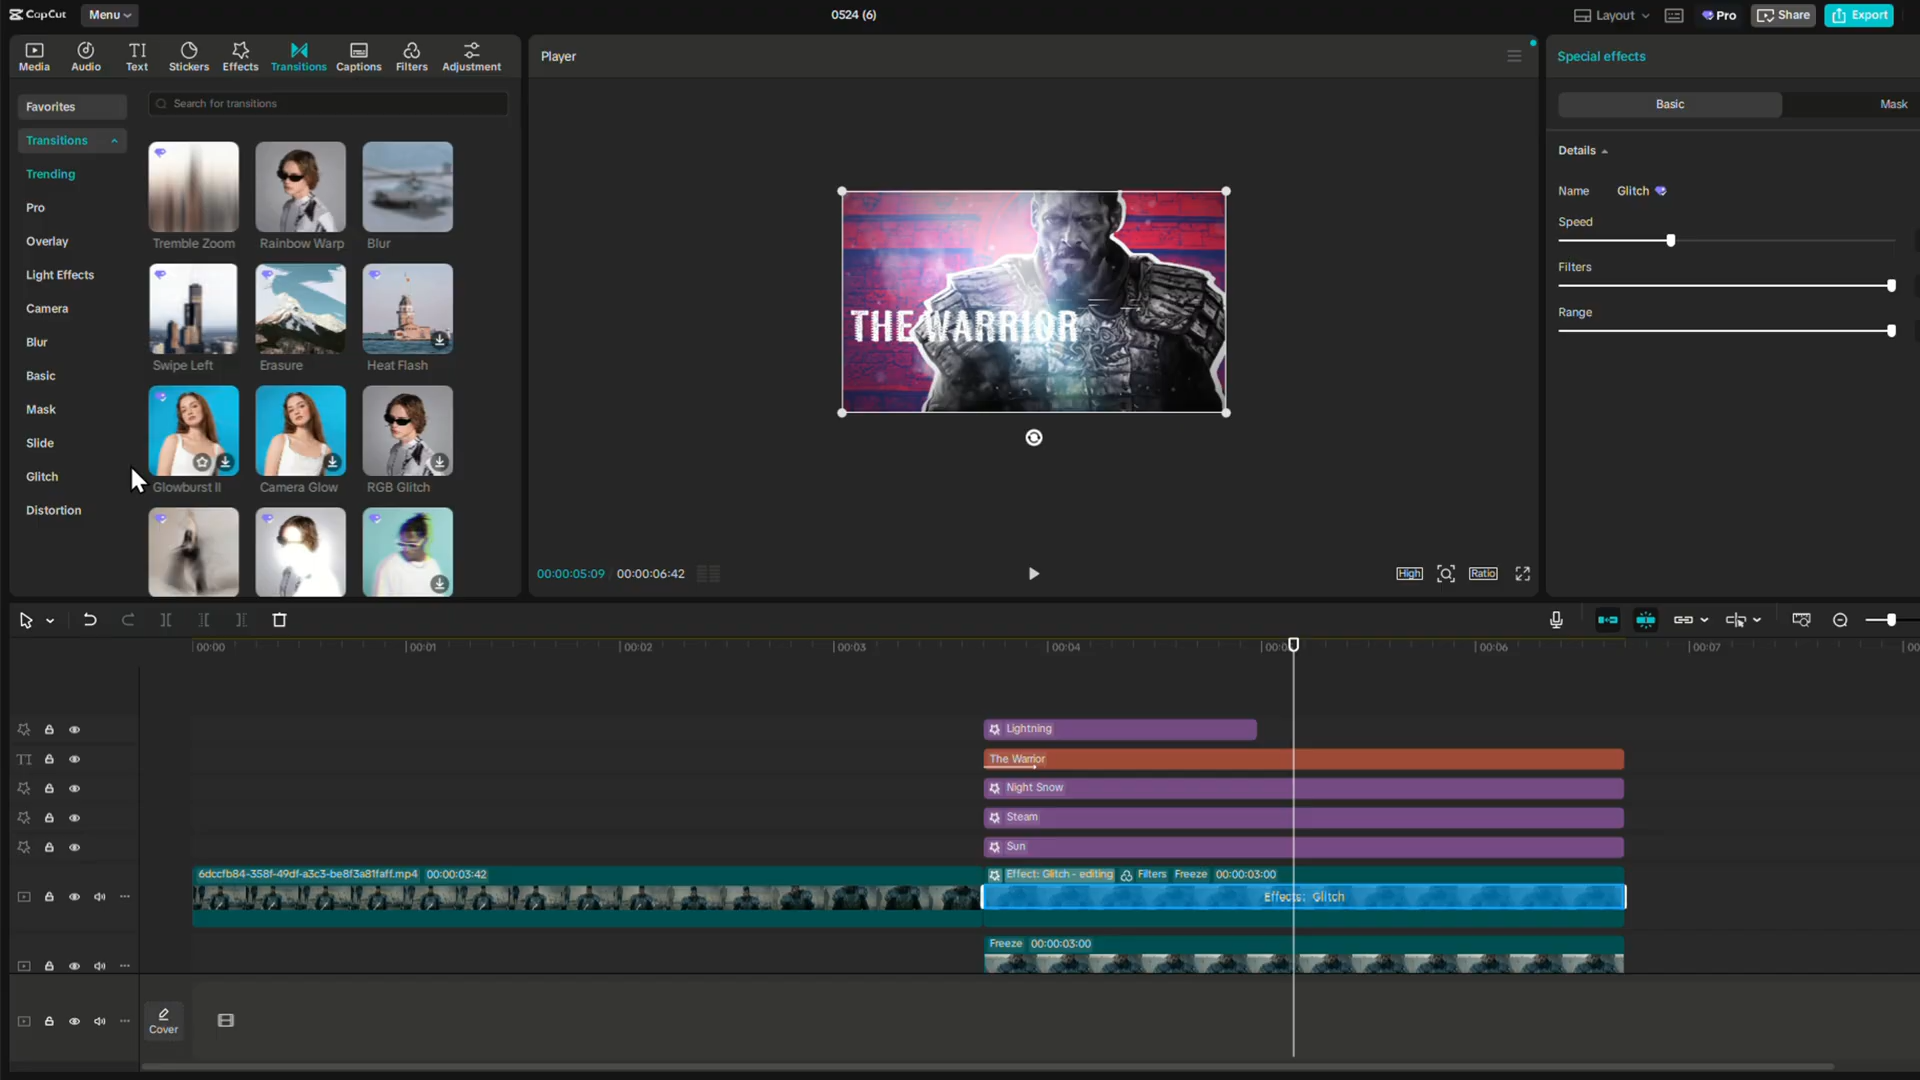 CapCut
Menu
0524 (6)
Layout
Pro
Share
Export
Media
Audio
Text
Stickers
Effects
Transitions
Captions
Filters
Adjustment
Player
Special effects
Favorites
Search for transitions
Basic
Mask
Transitions
Trending
Pro
Overlay
Light Effects
Camera
Blur
Basic
Mask
Slide
Glitch
Distortion
Tremble Zoom
Rainbow Warp
Blur
Swipe Left
Erasure
Heat Flash
Glowburst II
Camera Glow
RGB Glitch
THE WARRIOR
Details
Name
Glitch
Speed
Filters
Range
00:00:05:09
00:00:06:42
High
Ratio
00:00
00:01
00:02
00:03
00:04
00:06
00:07
Lightning
The Warrior
Night Snow
Steam
Sun
6dccfb84-358f-49df-a3c3-be8f3a81faff.mp4 00:00:03:42
Effect: Glitch - editing Filters Freeze 00:00:03:00
Effects: Glitch
Freeze 00:00:03:00
Cover